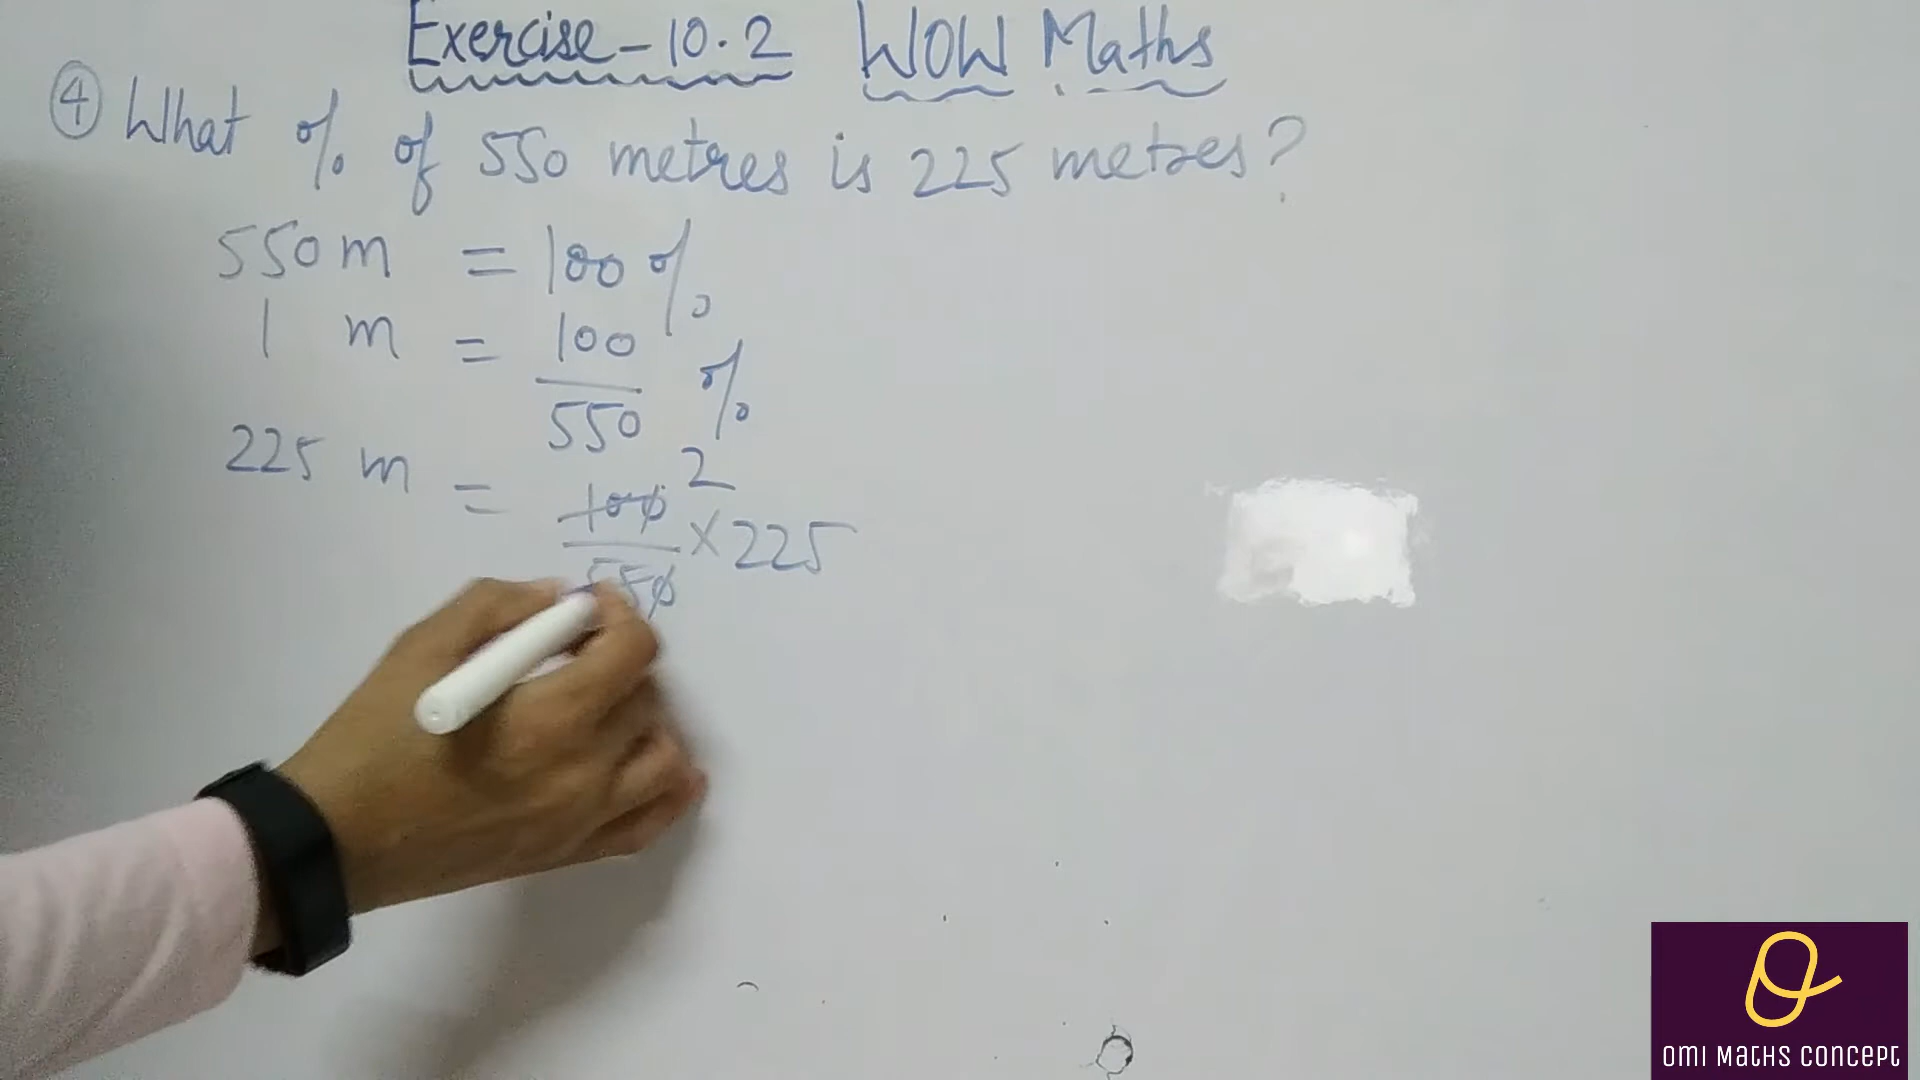 Exercise - 10.2 WOW Maths
④ What % of 550 metres is 225 metres?
550 m = 100 %
1 m = 100/550 %
225 m = 100/550 2 × 225
OMI MATHS CONCEPT